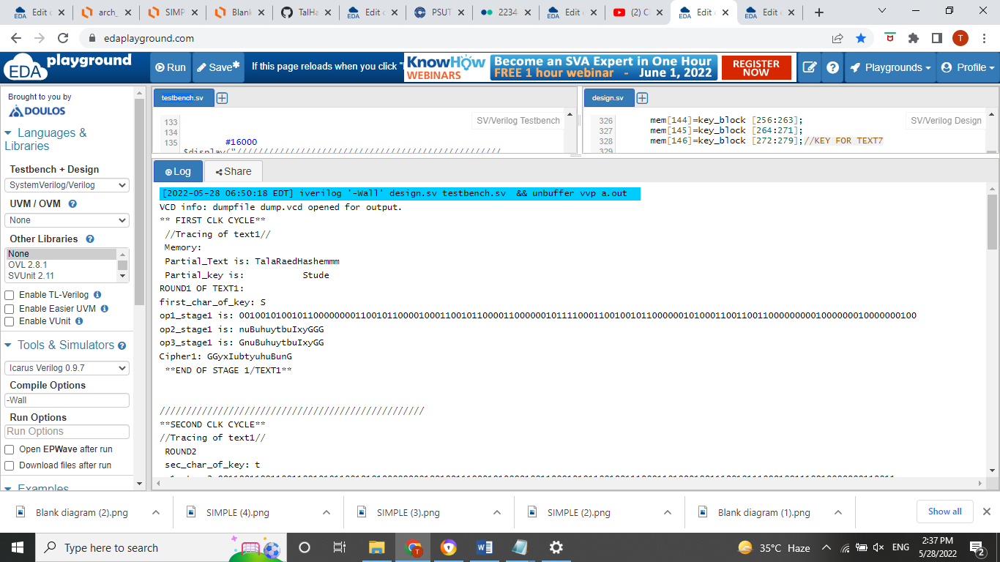 Edit c
arch_
SIMP
Blank
TalHa
Edit c
PSUT
2234
Edit c
(2) C
Edit c
Edit c
edaplayground.com
T
EDA playground
Run
Save*
If this page reloads when you click "
KnowHow WEBINARS
Become an SVA Expert in One Hour
FREE 1 hour webinar - June 1, 2022
REGISTER NOW
Playgrounds
Profile
Brought to you by
DOULOS
Languages & Libraries
Testbench + Design
SystemVerilog/Verilog
UVM / OVM
None
Other Libraries
None
OVL 2.8.1
SVUnit 2.11
Enable TL-Verilog
Enable Easier UVM
Enable VUnit
Tools & Simulators
Icarus Verilog 0.9.7
Compile Options
-Wall
Run Options
Run Options
Open EPWave after run
Download files after run
Examples
testbench.sv
SV/Verilog Testbench
133
134
135 #16000
$display("//////////////////////////////////////////////////
design.sv
SV/Verilog Design
326 mem[144]=key_block [256:263];
327 mem[145]=key_block [264:271];
328 mem[146]=key_block [272:279];//KEY FOR TEXT7
329
Log
Share
[2022-05-28 06:50:18 EDT] iverilog '-Wall' design.sv testbench.sv && unbuffer vvp a.out
VCD info: dumpfile dump.vcd opened for output.
** FIRST CLK CYCLE**
//Tracing of text1//
Memory:
Partial_Text is: TalaRaedHashemmm
Partial_key is: Stude
ROUND1 OF TEXT1:
first_char_of_key: S
op2_stage1 is: nuBuhuytbuIxyGGG
op3_stage1 is: GnuBuhuytbuIxyGG
Cipher1: GGyxIubtyuhuBunG
**END OF STAGE 1/TEXT1**
//////////////////////////////////////////////////
**SECOND CLK CYCLE**
//Tracing of text1//
ROUND2
sec_char_of_key: t
Blank diagram (2).png
SIMPLE (4).png
SIMPLE (3).png
SIMPLE (2).png
Blank diagram (1).png
Show all
Type here to search
T
35°C Haze
ENG
2:37 PM
5/28/2022
2